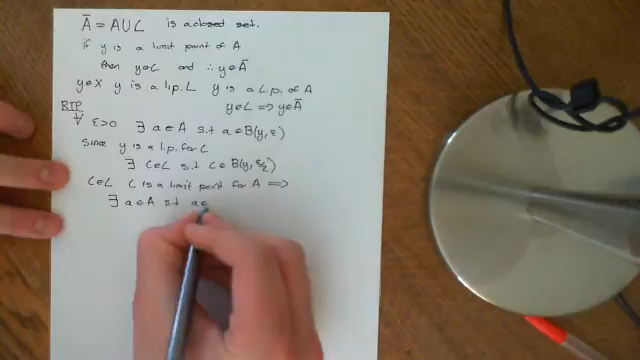 Ā = A∪L is a closed set.
if y is a limit point of A
then y∈L and ∴ y∈Ā
y∈X y is a l.p. L y is a L.p. of A
y∈L ⟹ y∈Ā
RTP
∀ ε>0 ∃ a∈A s.t a∈B(y,ε)
Since y is a l.p. for L
∃ l∈L s.t l∈B(y,ε/2)
l∈L l is a limit point for A ⟹
∃ a∈A s.t a∈